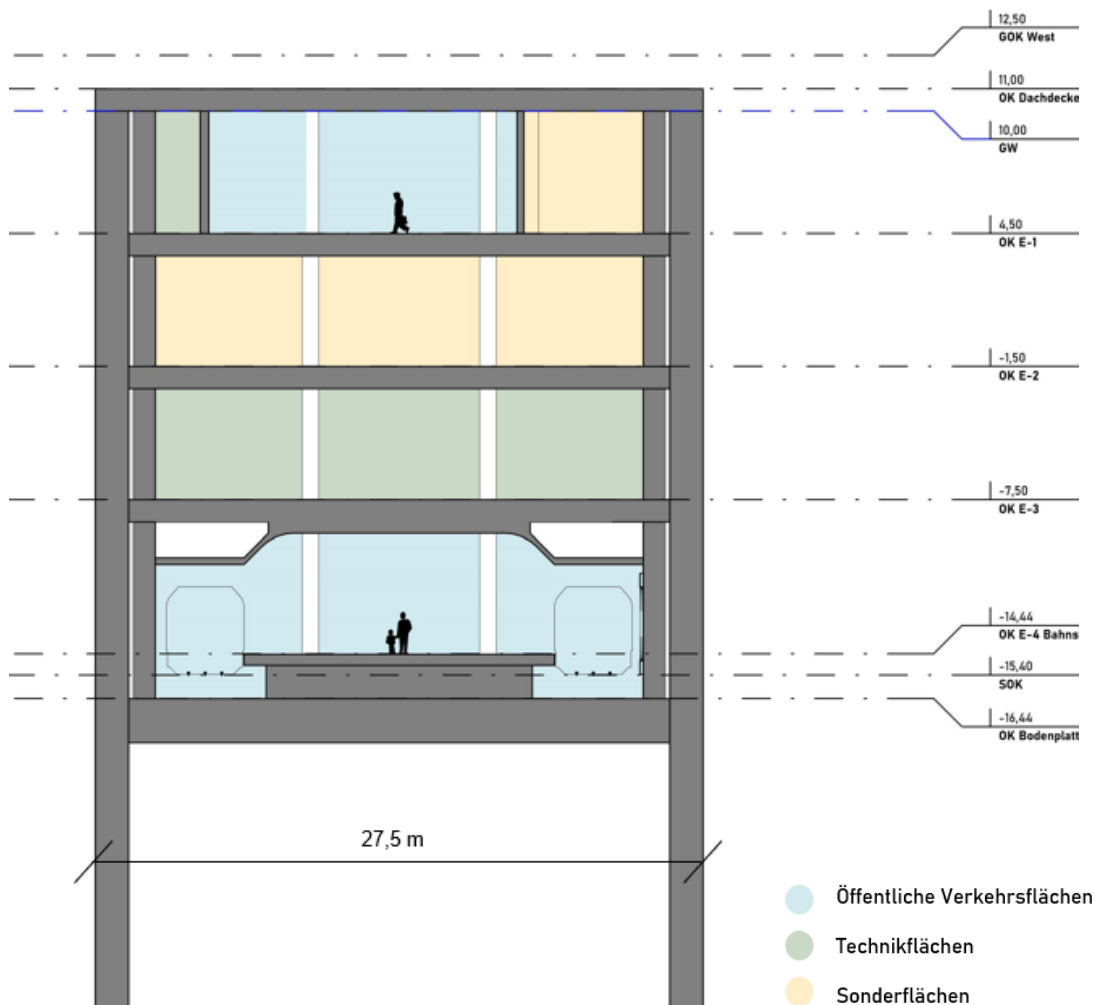 12,50
GOK West
11,00
OK Dachdecke
10,00
GW
4,50
OK E-1
-1,50
OK E-2
-7,50
OK E-3
-14,44
OK E-4 Bahns
-15,40
SOK
-16,44
OK Bodenplatt
27,5 m
Öffentliche Verkehrsflächen
Technikflächen
Sonderflächen